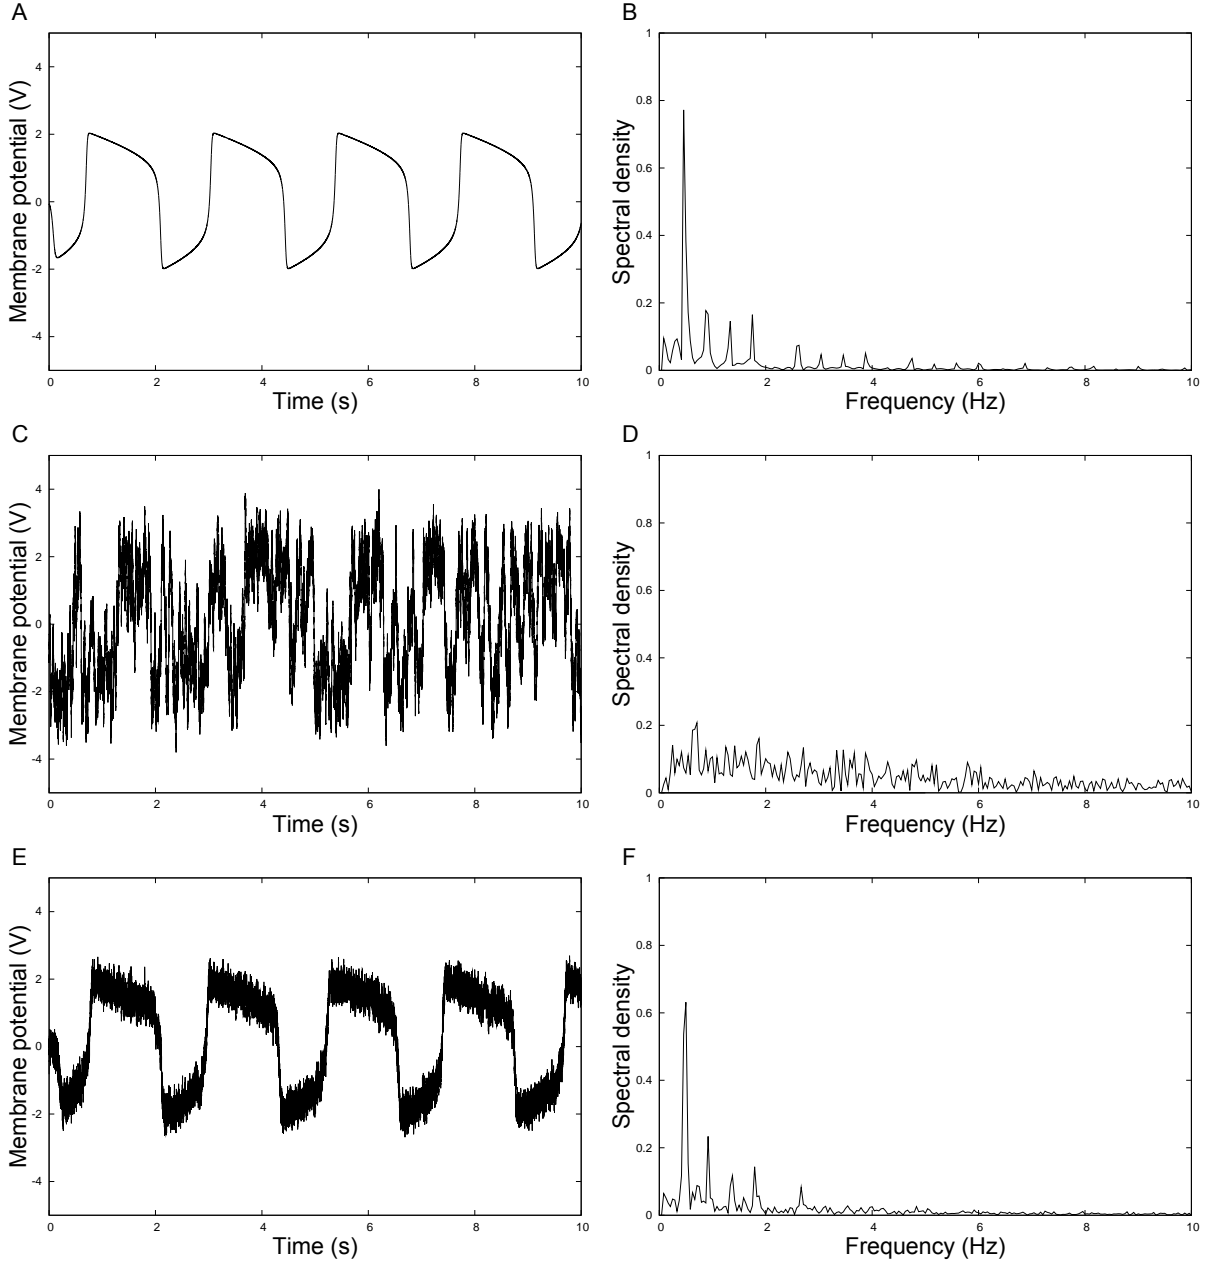 A
Membrane potential (V)
4
2
0
-2
-4
0 2 4 6 8 10
Time (s)
B
Spectral density
1
0.8
0.6
0.4
0.2
0
0 2 4 6 8 10
Frequency (Hz)
C
Membrane potential (V)
4
2
0
-2
-4
0 2 4 6 8 10
Time (s)
D
Spectral density
1
0.8
0.6
0.4
0.2
0
0 2 4 6 8 10
Frequency (Hz)
E
Membrane potential (V)
4
2
0
-2
-4
0 2 4 6 8 10
Time (s)
F
Spectral density
1
0.8
0.6
0.4
0.2
0
0 2 4 6 8 10
Frequency (Hz)